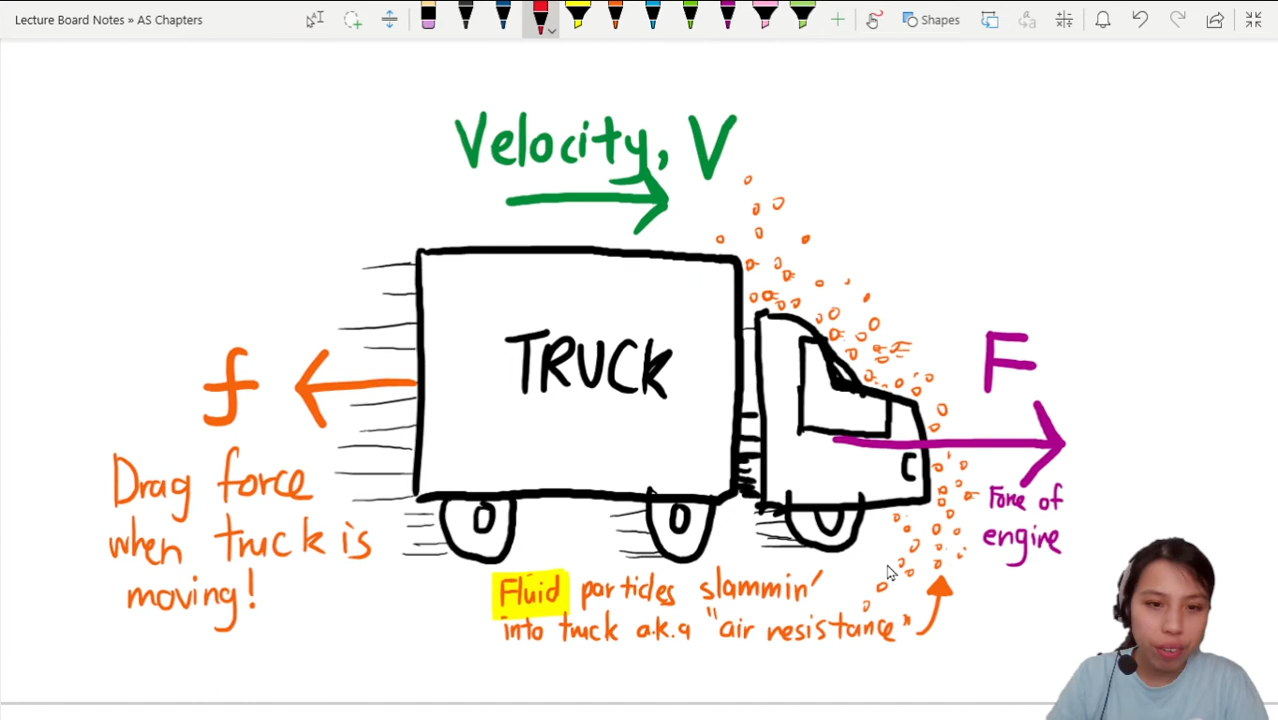 Lecture Board Notes » AS Chapters
Shapes
Velocity, V
TRUCK
f
F
Drag force
when truck is
moving!
Force of
engine
Fluid particles slammin'
into truck a.k.a "air resistance"